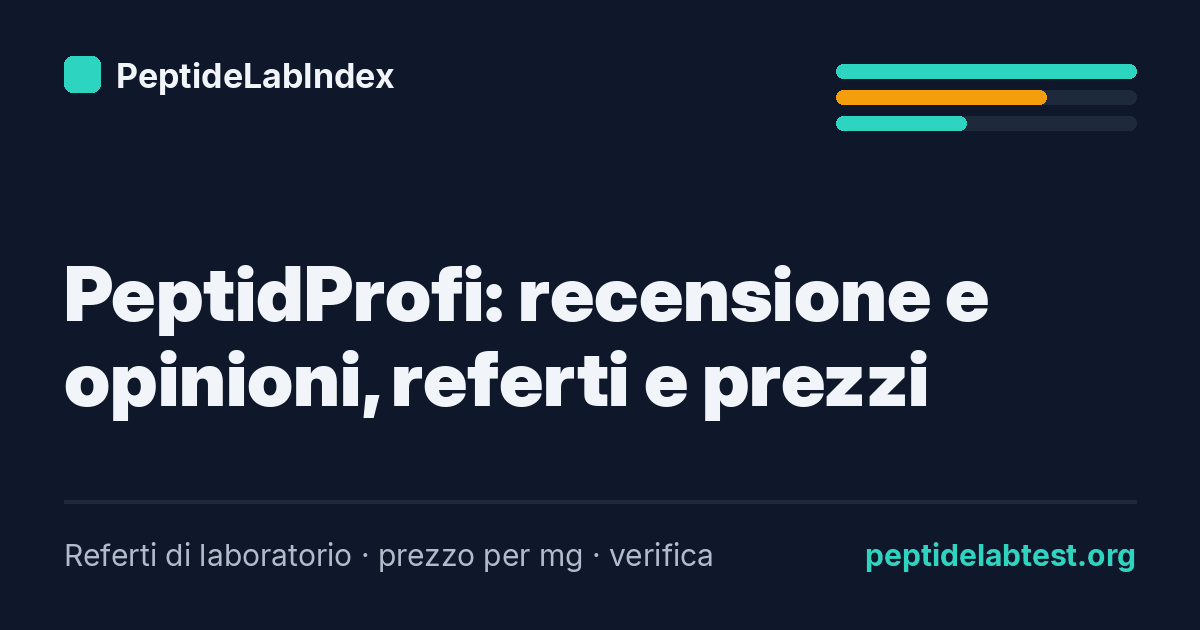 PeptideLabIndex
PeptidProfi: recensione e
opinioni, referti e prezzi
Referti di laboratorio · prezzo per mg · verifica
peptidelabtest.org